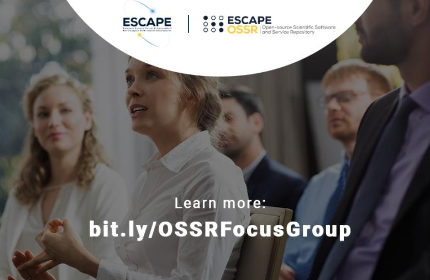 ESCAPE
ESCAPE
OSSR
Open-source Scientific Software
and Service Repository
Learn more:
bit.ly/OSSRFocusGroup